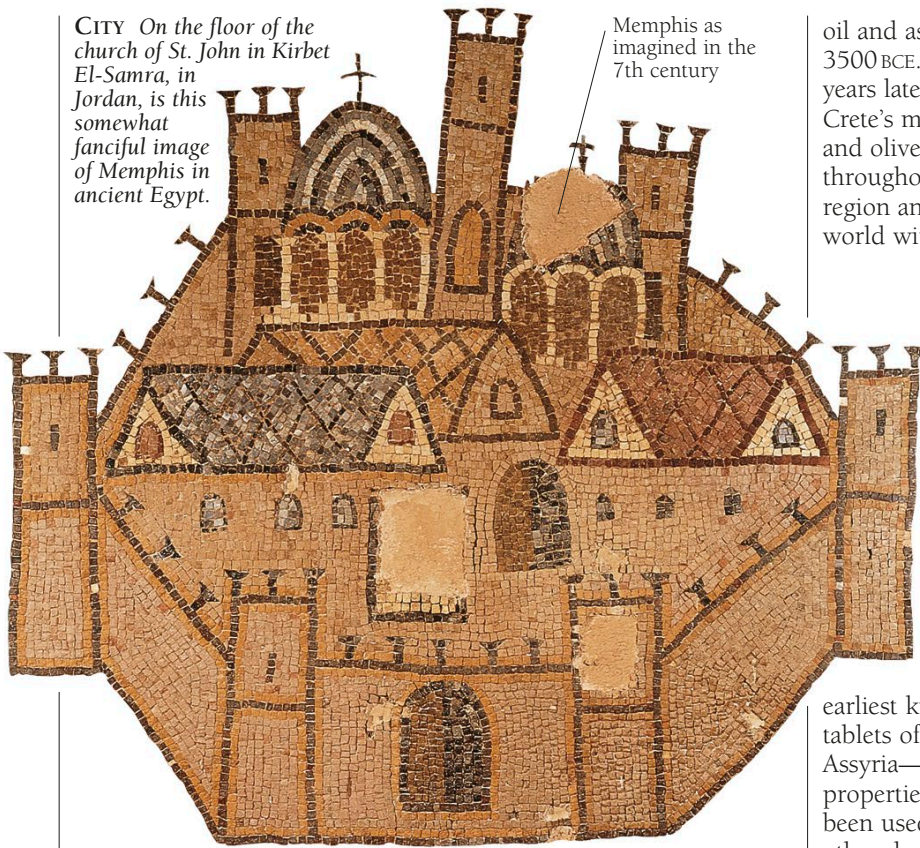 CITY On the floor of the
church of St. John in Kirbet
El-Samra, in
Jordan, is this
somewhat
fanciful image
of Memphis in
ancient Egypt.
Memphis as
imagined in the
7th century
oil and as
3500 BCE.
years late
Crete's m
and olive
througho
region an
world wi
earliest k
tablets of
Assyria—
propertie
been used